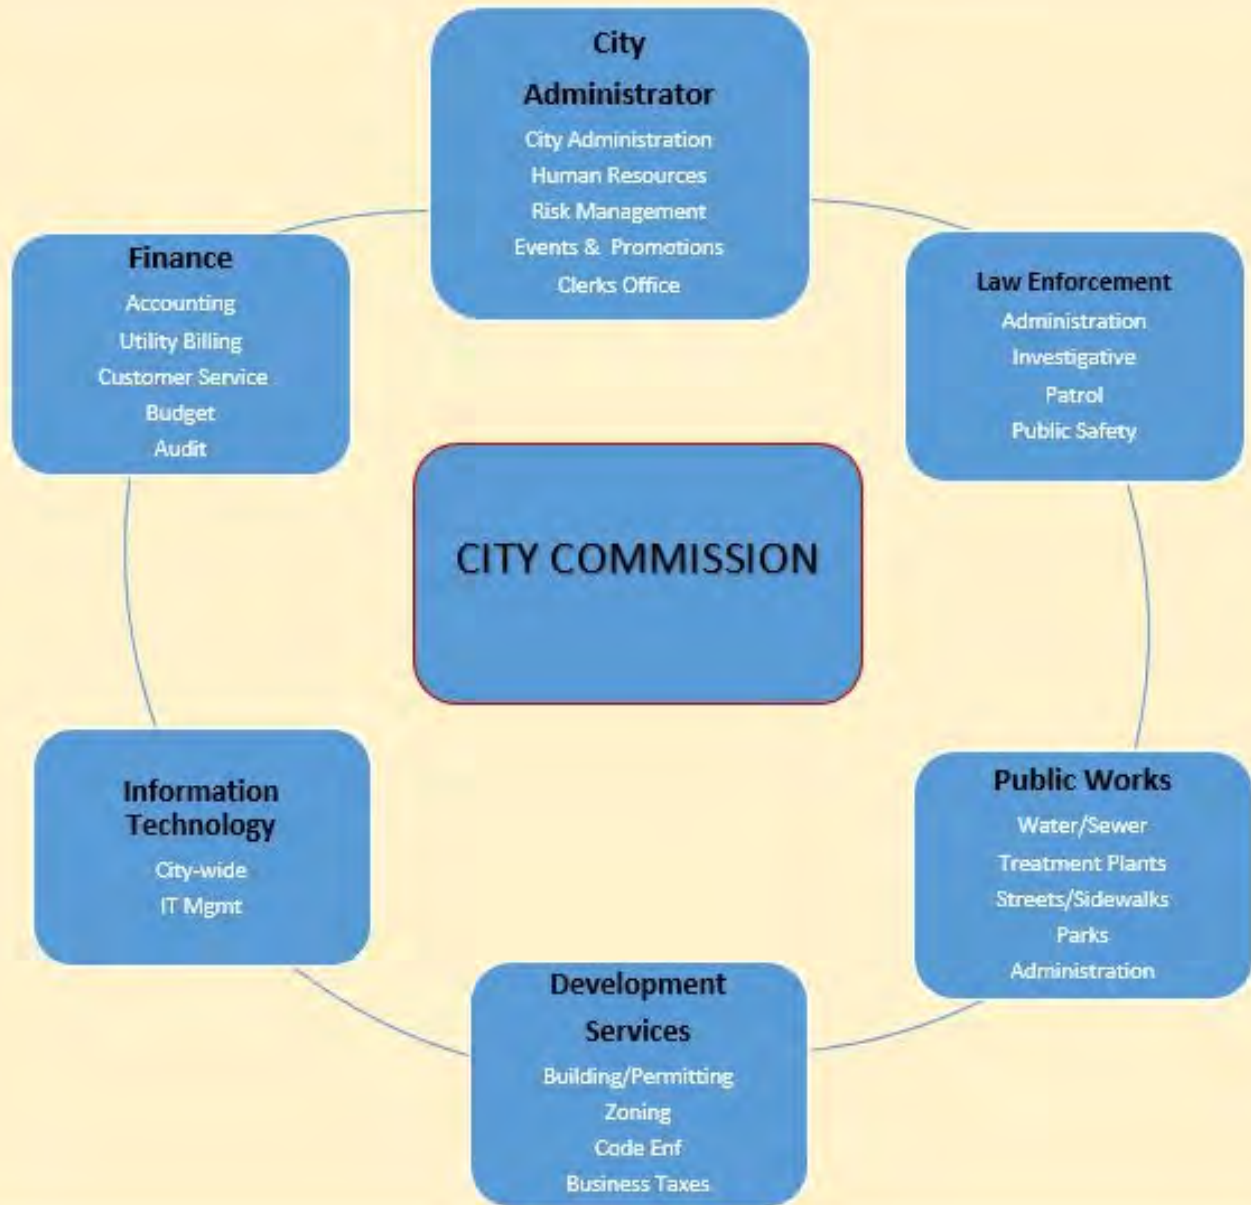 City
Administrator
City Administration
Human Resources
Risk Management
Events & Promotions
Clerks Office
Finance
Accounting
Utility Billing
Customer Service
Budget
Audit
Law Enforcement
Administration
Investigative
Patrol
Public Safety
CITY COMMISSION
Information
Technology
City-wide
IT Mgmt
Public Works
Water/Sewer
Treatment Plants
Streets/Sidewalks
Parks
Administration
Development
Services
Building/Permitting
Zoning
Code Enf
Business Taxes